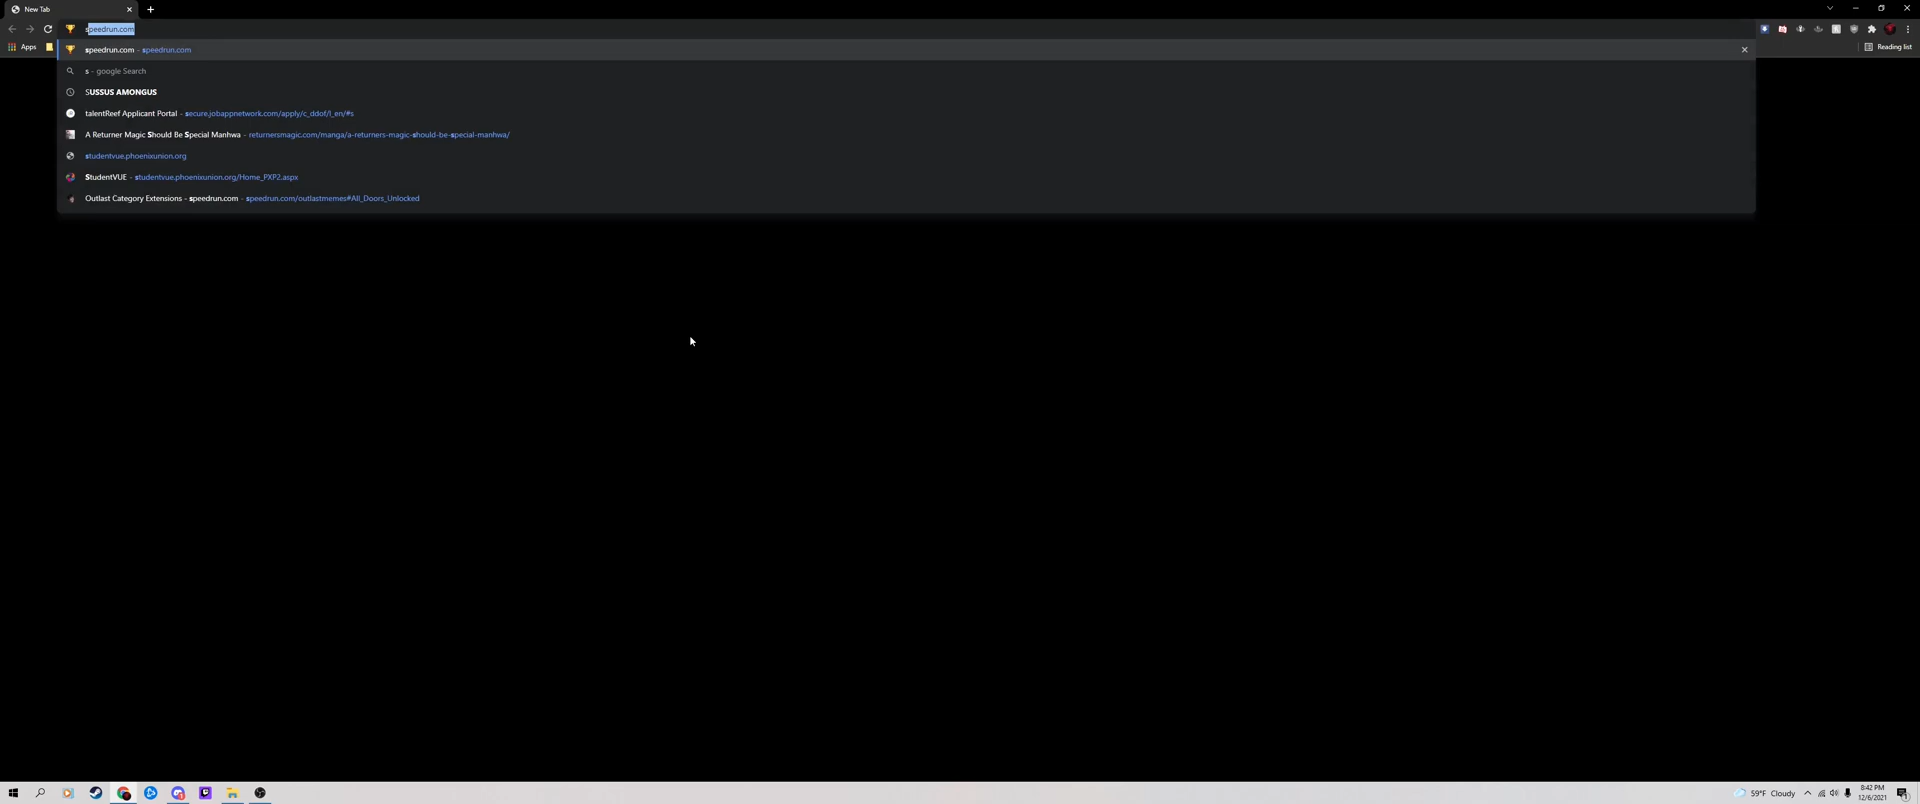 New Tab
speedrun.com
speedrun.com - speedrun.com
s - google Search
SUSSUS AMONGUS
talentReef Applicant Portal - secure.jobappnetwork.com/apply/c_ddof/l_en/#s
A Returner Magic Should Be Special Manhwa - returnersmagic.com/manga/a-returners-magic-should-be-special-manhwa/
studentvue.phoenixunion.org
StudentVUE - studentvue.phoenixunion.org/Home_PXP2.aspx
Outlast Category Extensions - speedrun.com - speedrun.com/outlastmemes#All_Doors_Unlocked
Apps
Reading list
59°F Cloudy
8:42 PM
12/6/2021